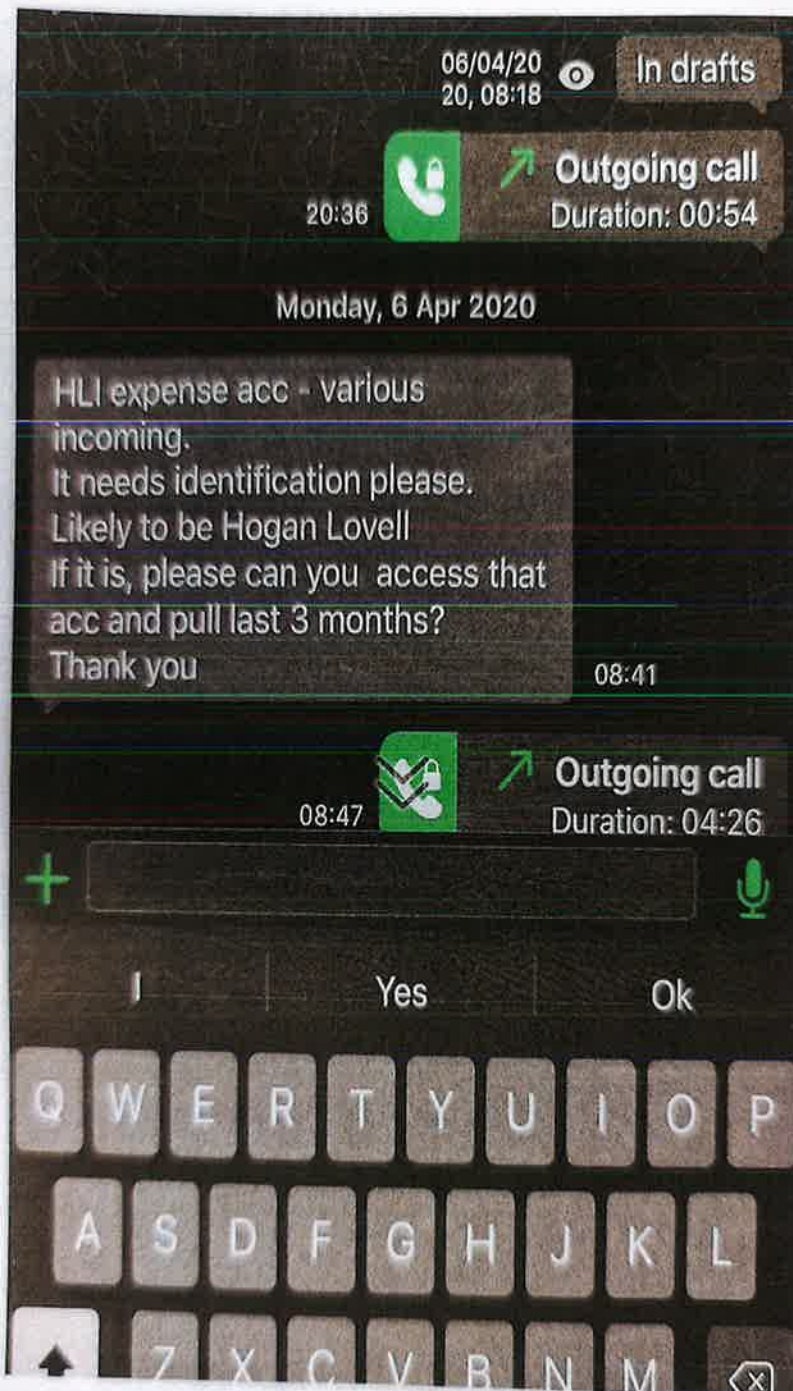 06/04/20
20, 08:18
In drafts
Outgoing call
20:36
Duration: 00:54
Monday, 6 Apr 2020
HLI expense acc - various
incoming.
It needs identification please.
Likely to be Hogan Lovell
If it is, please can you  access that
acc and pull last 3 months?
Thank you
08:41
Outgoing call
08:47
Duration: 04:26
I
Yes
Ok
Q W E R T Y U I O P
A S D F G H J K L
Z X C V B N M